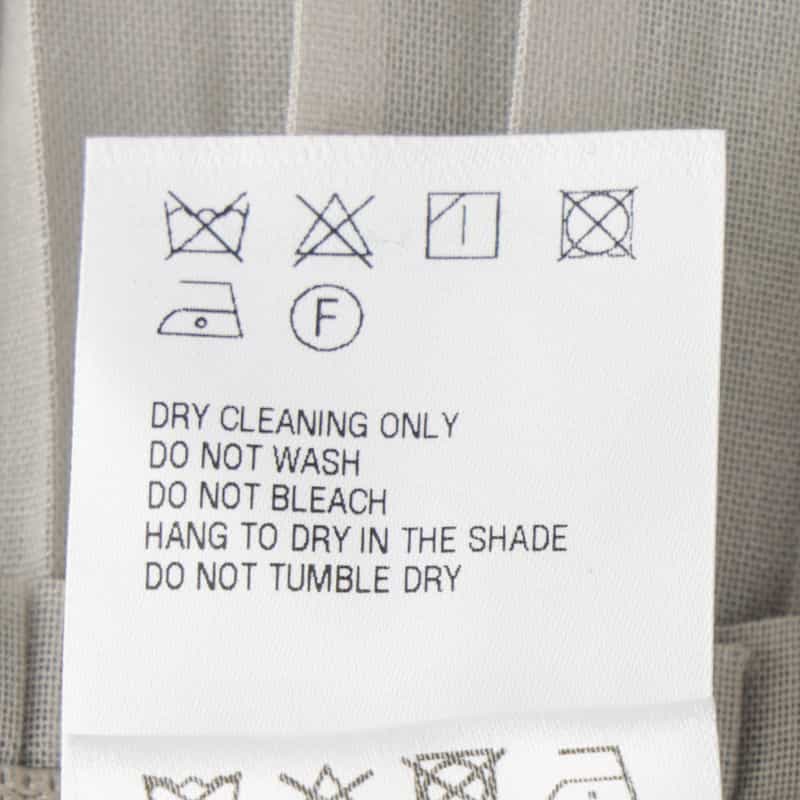 F
DRY CLEANING ONLY
DO NOT WASH
DO NOT BLEACH
HANG TO DRY IN THE SHADE
DO NOT TUMBLE DRY